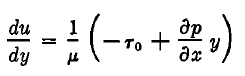 du/dy = 1/μ (−τ₀ + ∂p/∂x y)